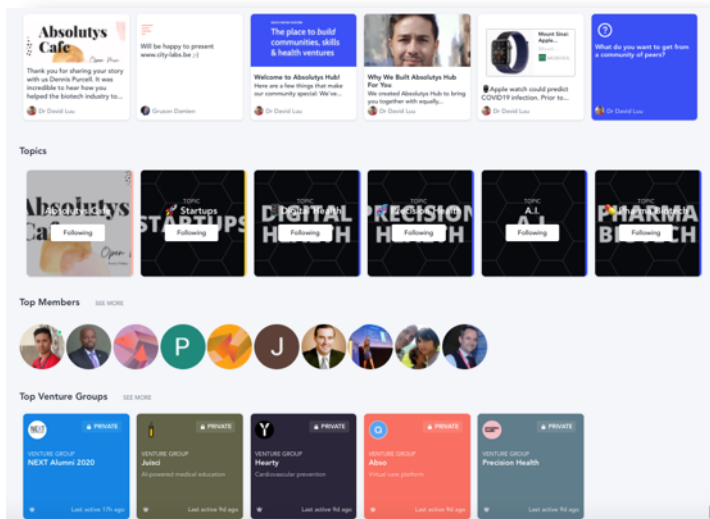 Absolutys
Cafe
Open Mic
Thank you for sharing your story
with us Dennis Purcell. It was
incredible to hear how you
helped the biotech industry to...
Dr David Luu
Will be happy to present
www.city-labs.be ;-)
Gruson Damien
The place to build
communities, skills
& health ventures
Welcome to Absolutys Hub!
Here are a few things that make
our community special: We've...
Dr David Luu
Why We Built Absolutys Hub
For You
We created Absolutys Hub to bring
you together with equally...
Dr David Luu
Mount Sinai:
Apple...
Apple watch could predict
COVID19 infection. Prior to...
Dr David Luu
?
What do you want to get from
a community of peers?
Dr David Luu
Topics
Absolutys
Cafe
Open
Absolutys Cafe
Following
STARTUPS
TOPIC
Startups
Following
DIGITAL
HEALTH
TOPIC
Digital Health
Following
PRECISION
HEALTH
TOPIC
Precision Health
Following
A.I.
TOPIC
A.I.
Following
PHARMA
BIOTECH
TOPIC
Pharma Biotech
Following
Top Members SEE MORE
P
J
Top Venture Groups SEE MORE
NEXT
PRIVATE
VENTURE GROUP
NEXT Alumni 2020
Last active 17h ago
PRIVATE
VENTURE GROUP
Juisci
AI-powered medical education
Last active 9d ago
Y
PRIVATE
VENTURE GROUP
Hearty
Cardiovascular prevention
Last active 9d ago
PRIVATE
VENTURE GROUP
Abso
Virtual care platform
Last active 9d ago
PRIVATE
VENTURE GROUP
Precision Health
Last active 9d ago